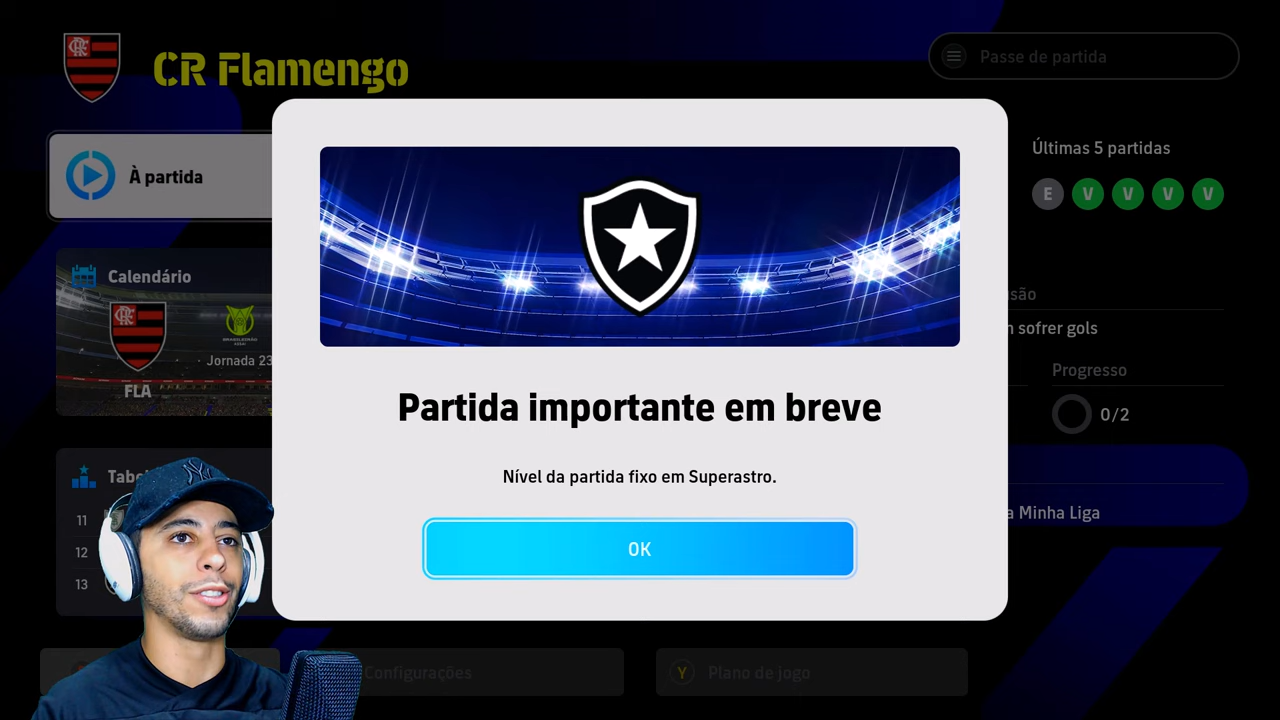 CR Flamengo
Passe de partida
À partida
Últimas 5 partidas
E V V V V
Calendário
Jornada 23
FLA
Partida importante em breve
Nível da partida fixo em Superastro.
OK
sofrer gols
Progresso
0/2
Minha Liga
11
12
13
Configurações
Y Plano de jogo